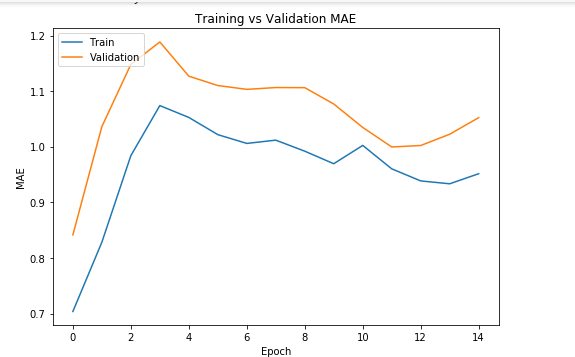 Training vs Validation MAE
Train
Validation
1.2
1.1
1.0
0.9
0.8
0.7
MAE
0 2 4 6 8 10 12 14
Epoch